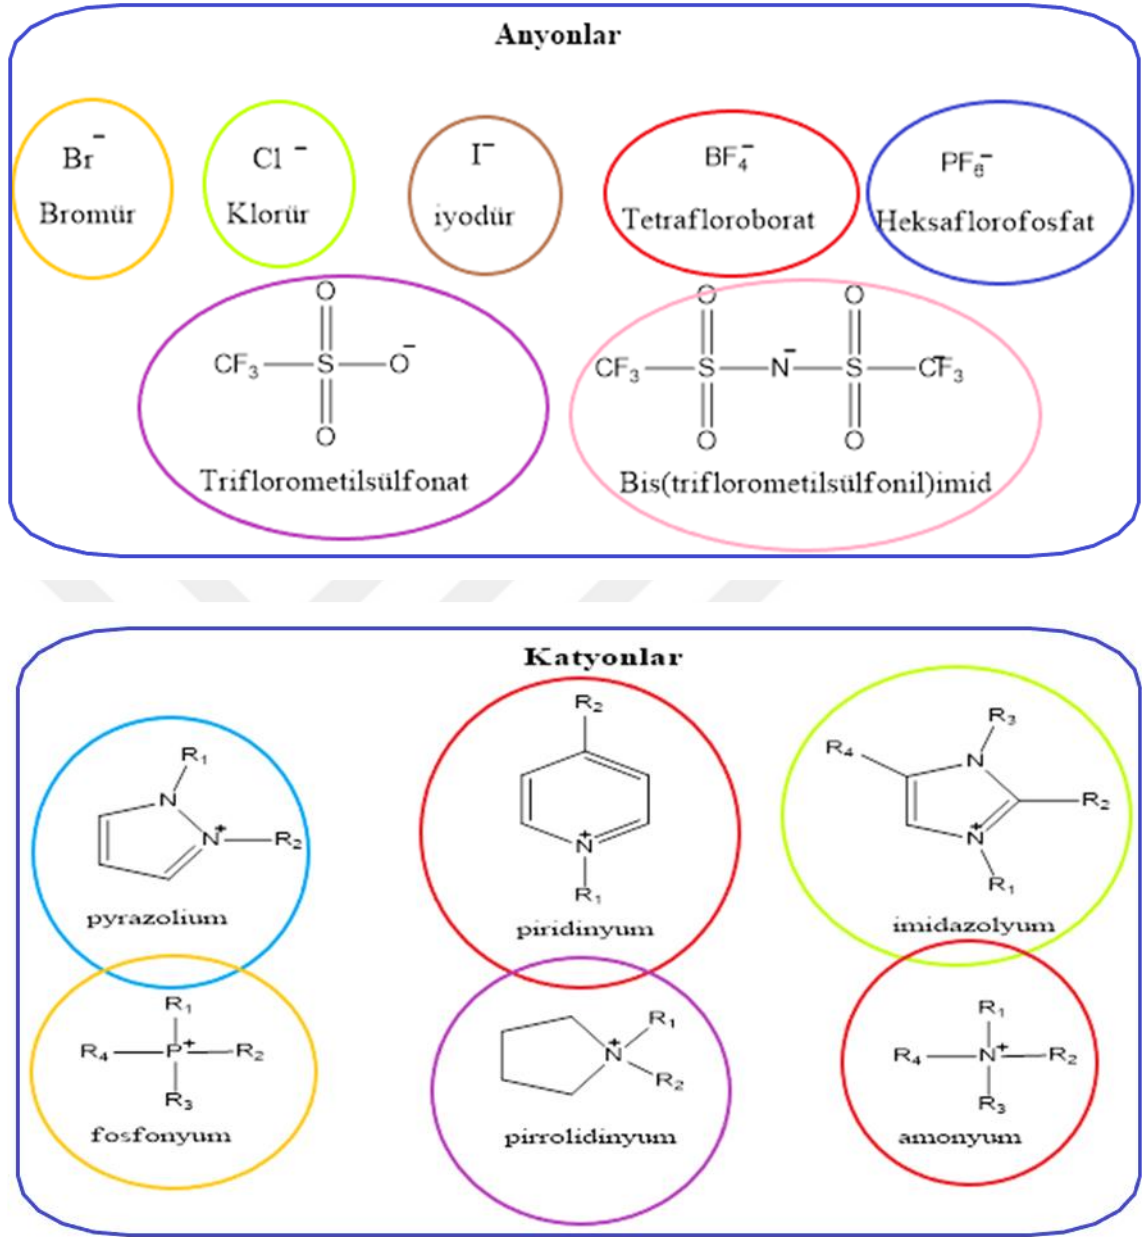 Anyonlar
Br⁻
Bromür
Cl⁻
Klorür
I⁻
iyodür
BF₄⁻
Tetrafloroborat
PF₆⁻
Heksaflorofosfat
O
CF₃ S O⁻
O
Triflorometilsülfonat
O O
CF₃ S N⁻ S CF₃
O O
Bis(triflorometilsülfonil)imid
Katyonlar
R₁
N
N⁺ R₂
pyrazolium
R₂
N⁺
R₁
piridinyum
R₃
R₄ N
R₂
N⁺
R₁
imidazolyum
R₁
R₄ P⁺ R₂
R₃
fosfonyum
R₁
N⁺
R₂
pirrolidinyum
R₁
R₄ N⁺ R₂
R₃
amonyum